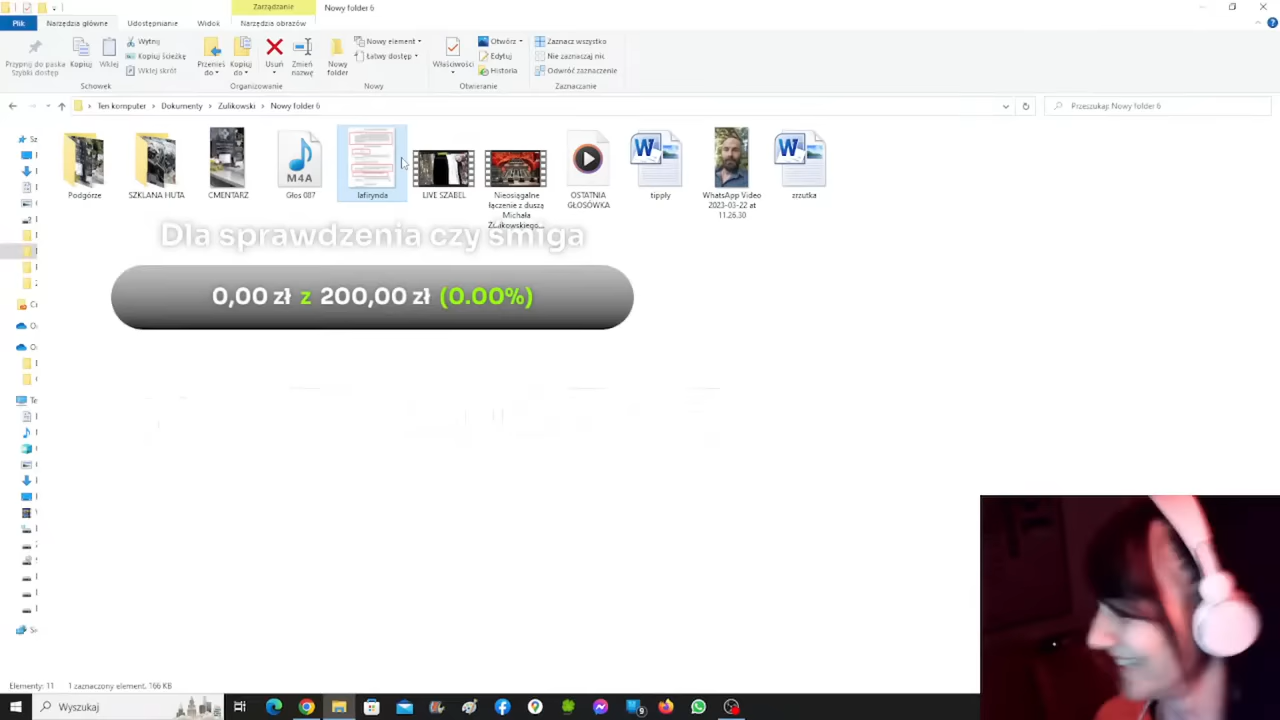 Zarządzanie
Nowy folder 6
Plik
Narzędzia główne
Udostępnianie
Widok
Narzędzia obrazów
Przypnij do paska
Szybki dostęp
Kopiuj
Wklej
Wytnij
Kopiuj ścieżkę
Wklej skrót
Przenieś
do
Kopiuj
do
Usuń
Zmień
nazwę
Nowy
folder
Nowy element
Łatwy dostęp
Właściwości
Otwórz
Edytuj
Historia
Zaznacz wszystko
Nie zaznaczaj nic
Odwróć zaznaczenie
Schowek
Organizowanie
Nowy
Otwieranie
Zaznaczanie
Ten komputer
Dokumenty
Żulikowski
Nowy folder 6
Przeszukaj: Nowy folder 6
M4A
Podgórze
SZKLANA HUTA
CMENTARZ
Głos 087
lafirynda
LIVE SZABEL
Nieosiągalne
łączenie z duszą
Michała
OSTATNIA
GŁOSÓWKA
tipply
WhatsApp Video
2023-03-22 at
11.26.30
zrzutka
Dla sprawdzenia czy śmiga
0,00 zł z 200,00 zł (0.00%)
Elementy: 11
1 zaznaczony element. 166 KB
Wyszukaj